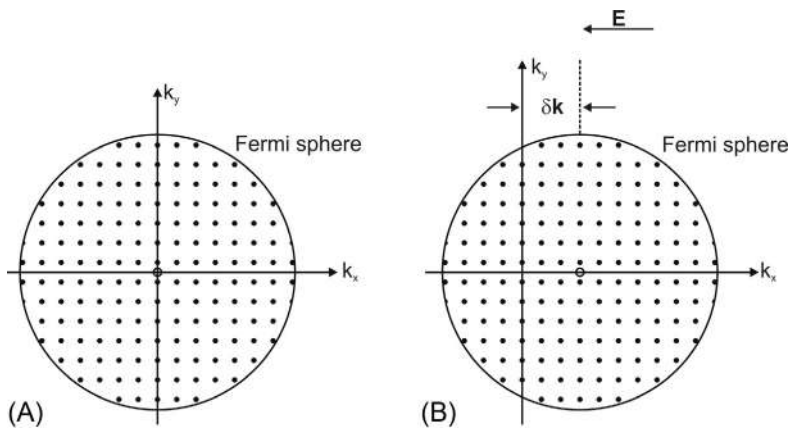 k_y
Fermi sphere
k_x
(A)
E
k_y
δk
Fermi sphere
k_x
(B)